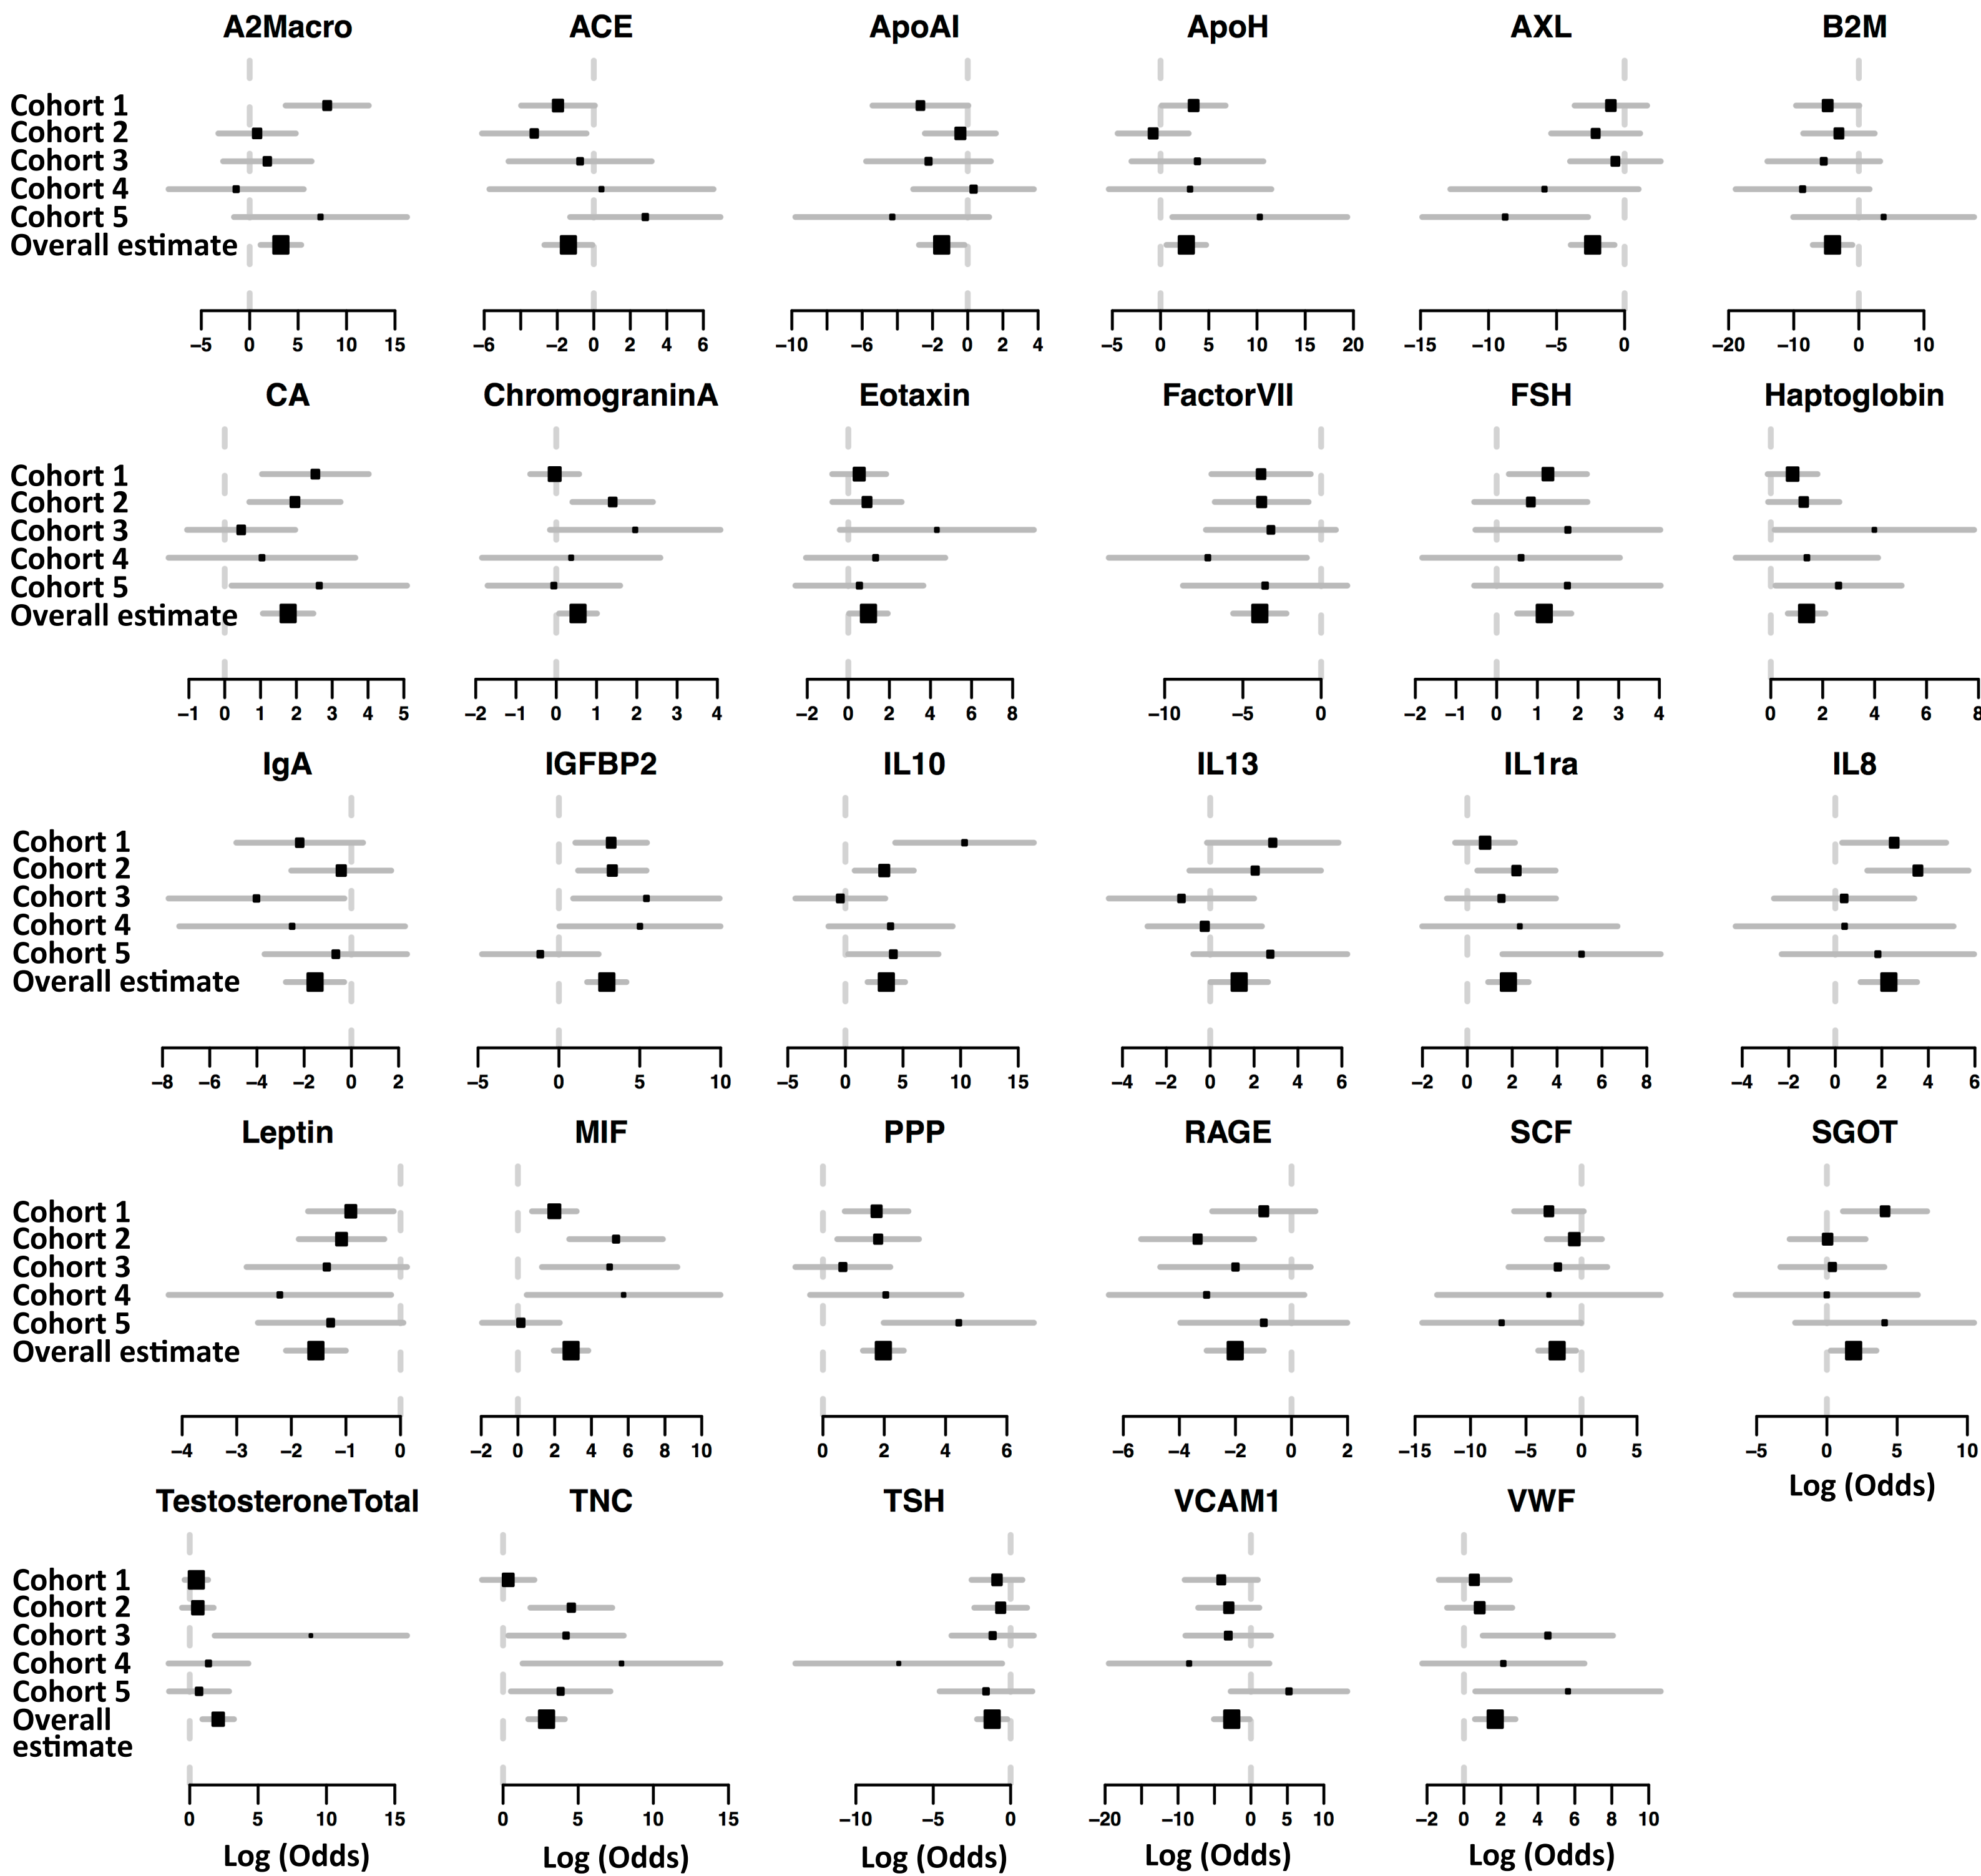 A2Macro ACE ApoAI ApoH AXL B2M
Cohort 1
Cohort 2
Cohort 3
Cohort 4
Cohort 5
Overall estimate
−5 0 5 10 15 −6 −2 0 2 4 6 −10 −6 −2 0 2 4 −5 0 5 10 15 20 −15 −10 −5 0 −20 −10 0 10
CA ChromograninA Eotaxin FactorVII FSH Haptoglobin
Cohort 1
Cohort 2
Cohort 3
Cohort 4
Cohort 5
Overall estimate
−1 0 1 2 3 4 5 −2 −1 0 1 2 3 4 −2 0 2 4 6 8 −10 −5 0 −2 −1 0 1 2 3 4 0 2 4 6 8
IgA IGFBP2 IL10 IL13 IL1ra IL8
Cohort 1
Cohort 2
Cohort 3
Cohort 4
Cohort 5
Overall estimate
−8 −6 −4 −2 0 2 −5 0 5 10 −5 0 5 10 15 −4 −2 0 2 4 6 −2 0 2 4 6 8 −4 −2 0 2 4 6
Leptin MIF PPP RAGE SCF SGOT
Cohort 1
Cohort 2
Cohort 3
Cohort 4
Cohort 5
Overall estimate
−4 −3 −2 −1 0 −2 0 2 4 6 8 10 0 2 4 6 −6 −4 −2 0 2 −15 −10 −5 0 5 −5 0 5 10
Log (Odds)
TestosteroneTotal TNC TSH VCAM1 VWF
Cohort 1
Cohort 2
Cohort 3
Cohort 4
Cohort 5
Overall
estimate
0 5 10 15 0 5 10 15 −10 −5 0 −20 −10 0 5 10 −2 0 2 4 6 8 10
Log (Odds) Log (Odds) Log (Odds) Log (Odds) Log (Odds)